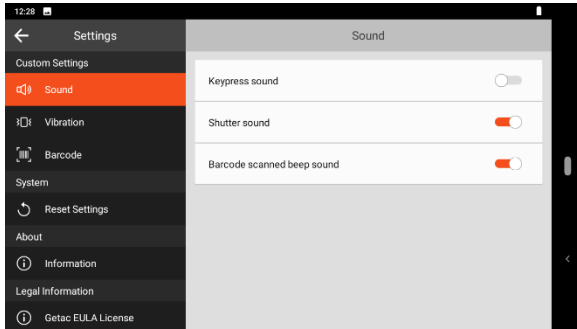 12:28
Settings
Sound
Custom Settings
Sound
Vibration
Barcode
System
Reset Settings
About
Information
Legal Information
Getac EULA License
Keypress sound
Shutter sound
Barcode scanned beep sound